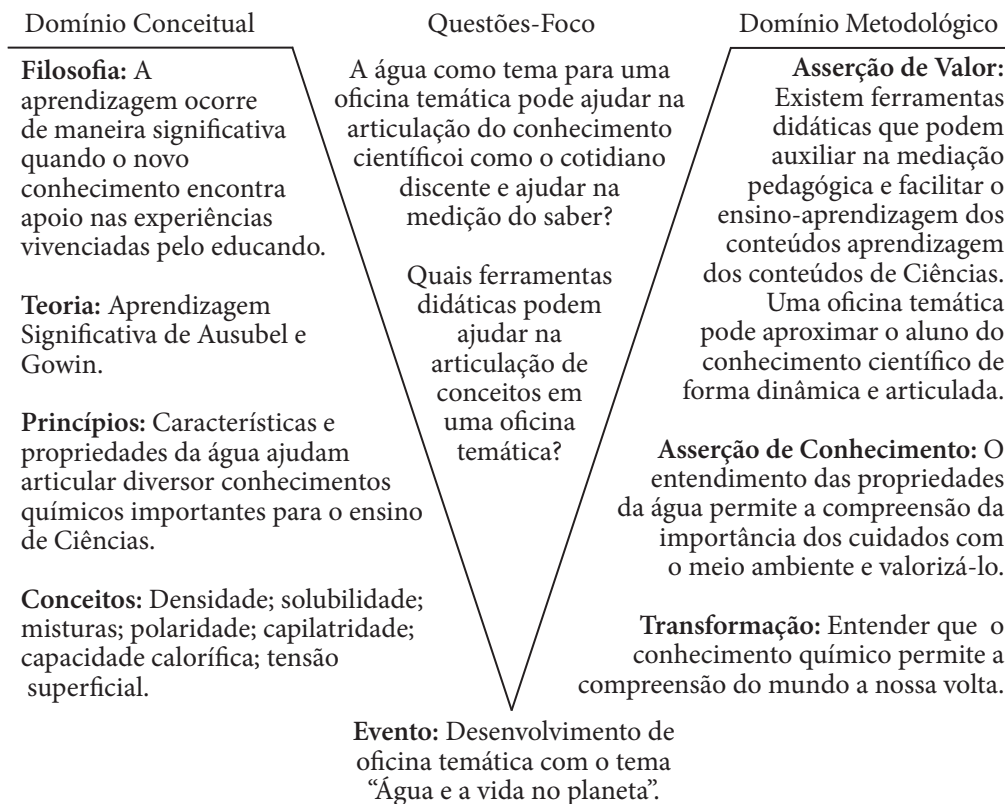 Domínio Conceitual
Questões-Foco
Domínio Metodológico
Filosofia: A
aprendizagem ocorre
de maneira significativa
quando o novo
conhecimento encontra
apoio nas experiências
vivenciadas pelo educando.
Teoria: Aprendizagem
Significativa de Ausubel e
Gowin.
Princípios: Características e
propriedades da água ajudam
articular diversor conhecimentos
químicos importantes para o ensino
de Ciências.
Conceitos: Densidade; solubilidade;
misturas; polaridade; capilatridade;
capacidade calorífica; tensão
superficial.
A água como tema para uma
oficina temática pode ajudar na
articulação do conhecimento
científicoi como o cotidiano
discente e ajudar na
medição do saber?
Quais ferramentas
didáticas podem
ajudar na
articulação de
conceitos em
uma oficina
temática?
Asserção de Valor:
Existem ferramentas
didáticas que podem
auxiliar na mediação
pedagógica e facilitar o
ensino-aprendizagem dos
conteúdos aprendizagem
dos conteúdos de Ciências.
Uma oficina temática
pode aproximar o aluno do
conhecimento científico de
forma dinâmica e articulada.
Asserção de Conhecimento: O
entendimento das propriedades
da água permite a compreensão da
importância dos cuidados com
o meio ambiente e valorizá-lo.
Transformação: Entender que o
conhecimento químico permite a
compreensão do mundo a nossa volta.
Evento: Desenvolvimento de
oficina temática com o tema
“Água e a vida no planeta”.